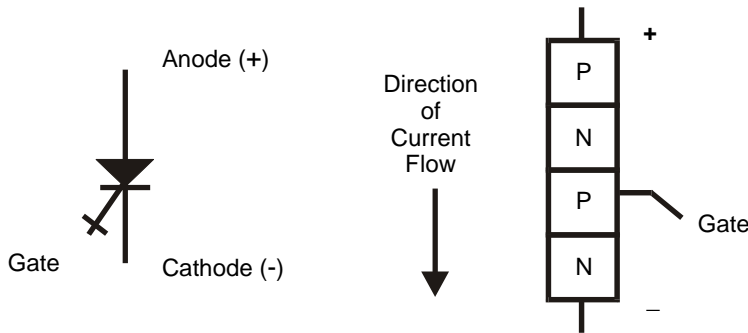 Anode (+)
Gate
Cathode (-)
Direction
of
Current
Flow
+
P
N
P
N
Gate
–